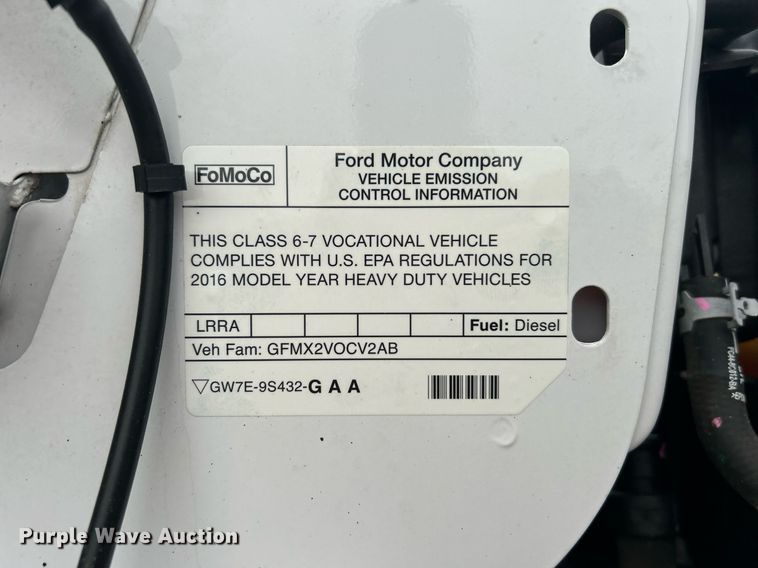 FoMoCo
Ford Motor Company
VEHICLE EMISSION
CONTROL INFORMATION
THIS CLASS 6-7 VOCATIONAL VEHICLE
COMPLIES WITH U.S. EPA REGULATIONS FOR
2016 MODEL YEAR HEAVY DUTY VEHICLES
LRRA Fuel: Diesel
Veh Fam: GFMX2VOCV2AB
▽GW7E-9S432-GAA
Purple Wave Auction